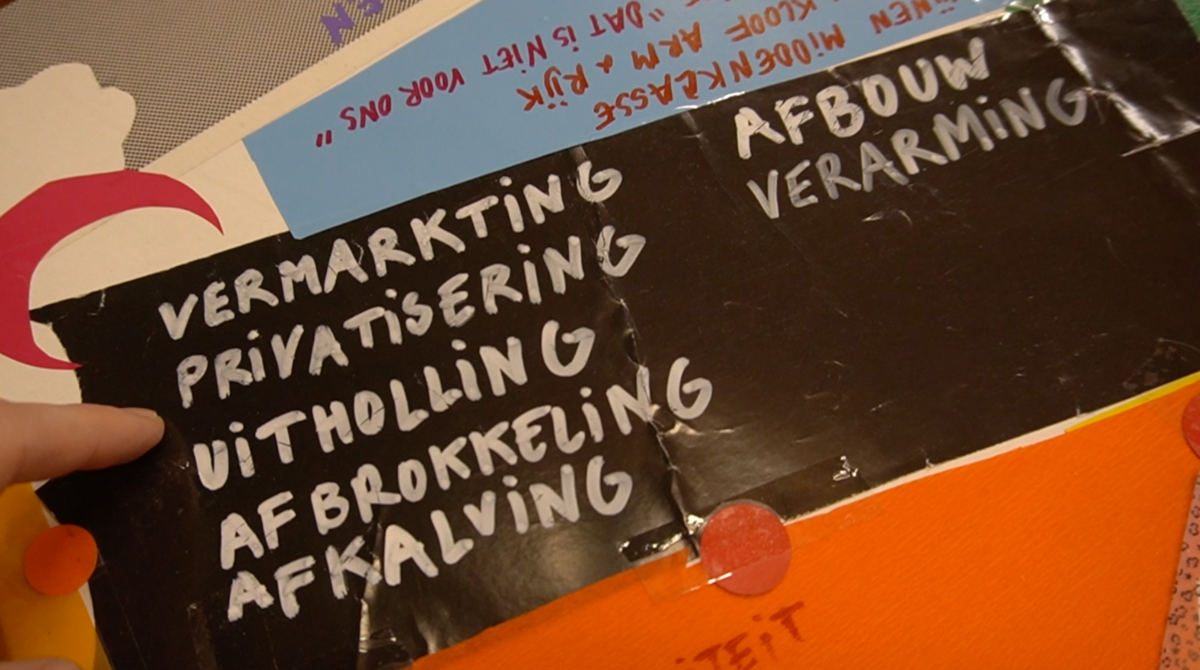 VERMARKTING
PRIVATISERING
UITHOLLING
AFBROKKELING
AFKALVING
AFBOUW
VERARMING
MIDDENKLASSE
KLOOF ARM & RIJK
"DAT IS NIET VOOR ONS"